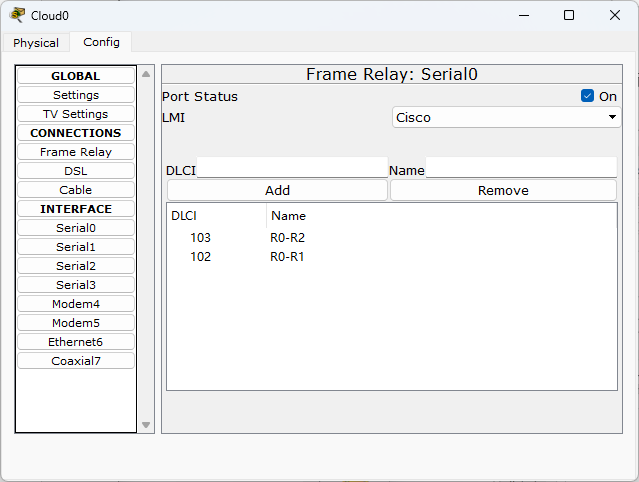 Cloud0
Physical Config
GLOBAL
Settings
TV Settings
CONNECTIONS
Frame Relay
DSL
Cable
INTERFACE
Serial0
Serial1
Serial2
Serial3
Modem4
Modem5
Ethernet6
Coaxial7
Frame Relay: Serial0
Port Status On
LMI Cisco
DLCI Name
Add Remove
DLCI Name
103 R0-R2
102 R0-R1